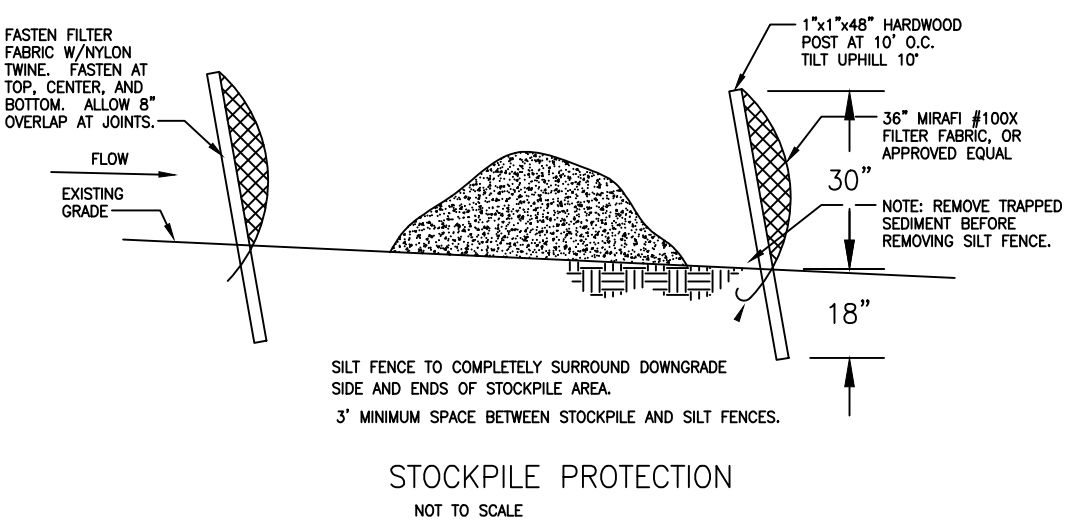 FASTEN FILTER
FABRIC W/NYLON
TWINE. FASTEN AT
TOP, CENTER, AND
BOTTOM. ALLOW 8"
OVERLAP AT JOINTS.
FLOW
EXISTING
GRADE
1"x1"x48" HARDWOOD
POST AT 10' O.C.
TILT UPHILL 10°
36" MIRAFI #100X
FILTER FABRIC, OR
APPROVED EQUAL
30"
NOTE: REMOVE TRAPPED
SEDIMENT BEFORE
REMOVING SILT FENCE.
18"
SILT FENCE TO COMPLETELY SURROUND DOWNGRADE
SIDE AND ENDS OF STOCKPILE AREA.
3' MINIMUM SPACE BETWEEN STOCKPILE AND SILT FENCES.
STOCKPILE PROTECTION
NOT TO SCALE